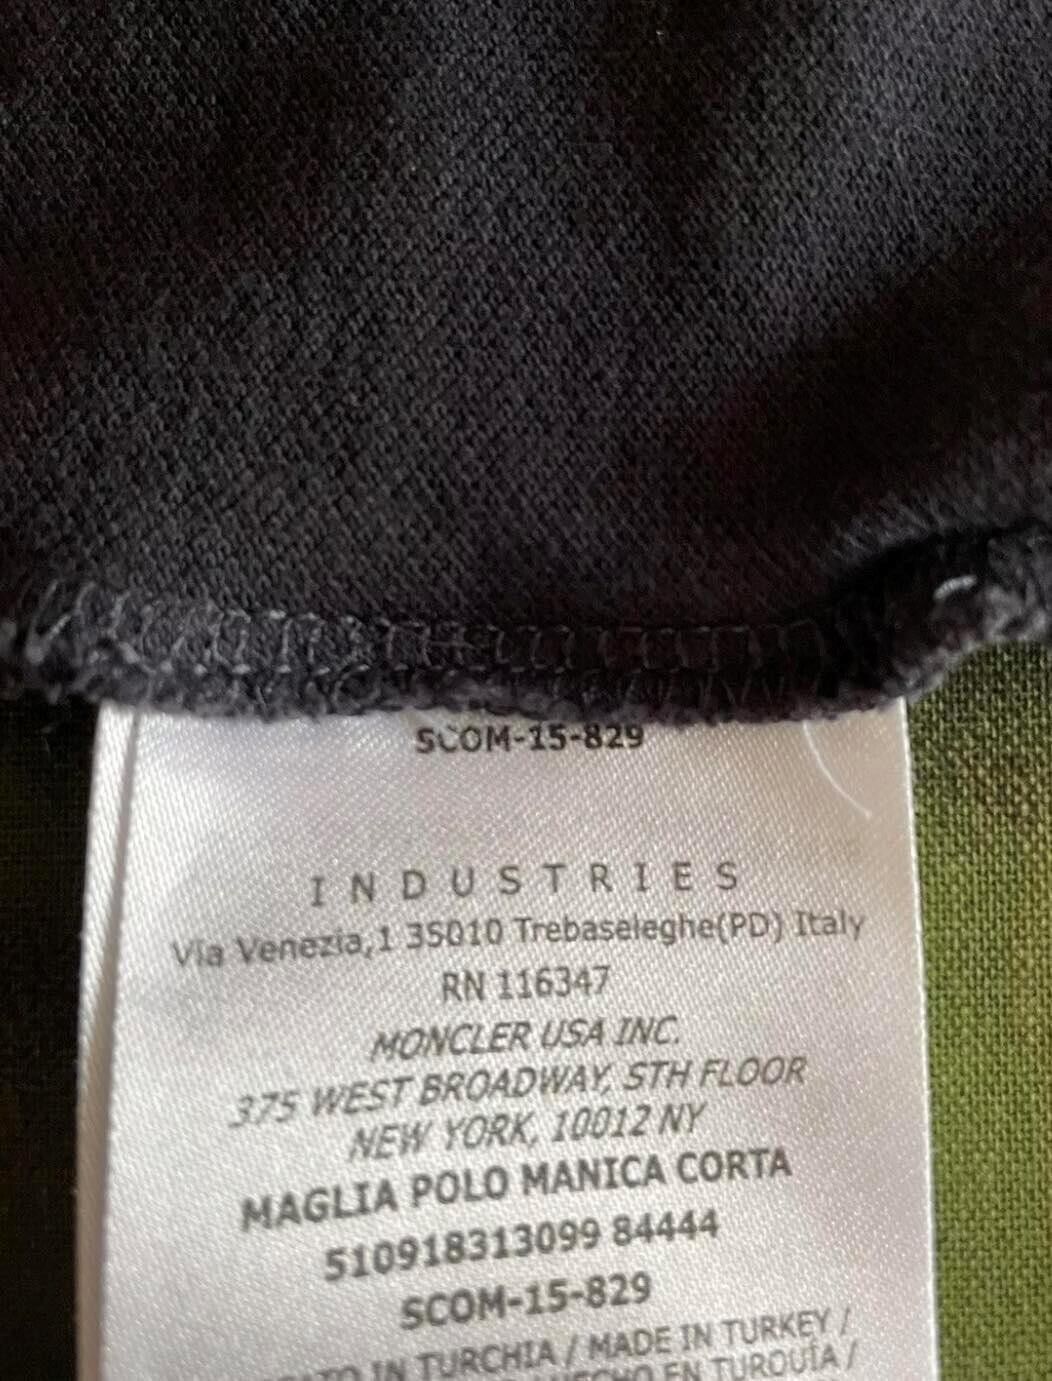 SCOM-15-829
INDUSTRIES
Via Venezia,1 35010 Trebaseleghe(PD) Italy
RN 116347
MONCLER USA INC.
375 WEST BROADWAY, 5TH FLOOR
NEW YORK, 10012 NY
MAGLIA POLO MANICA CORTA
510918313099 84444
SCOM-15-829
IN TURCHIA / MADE IN TURKEY /
EN TURQUÍA /